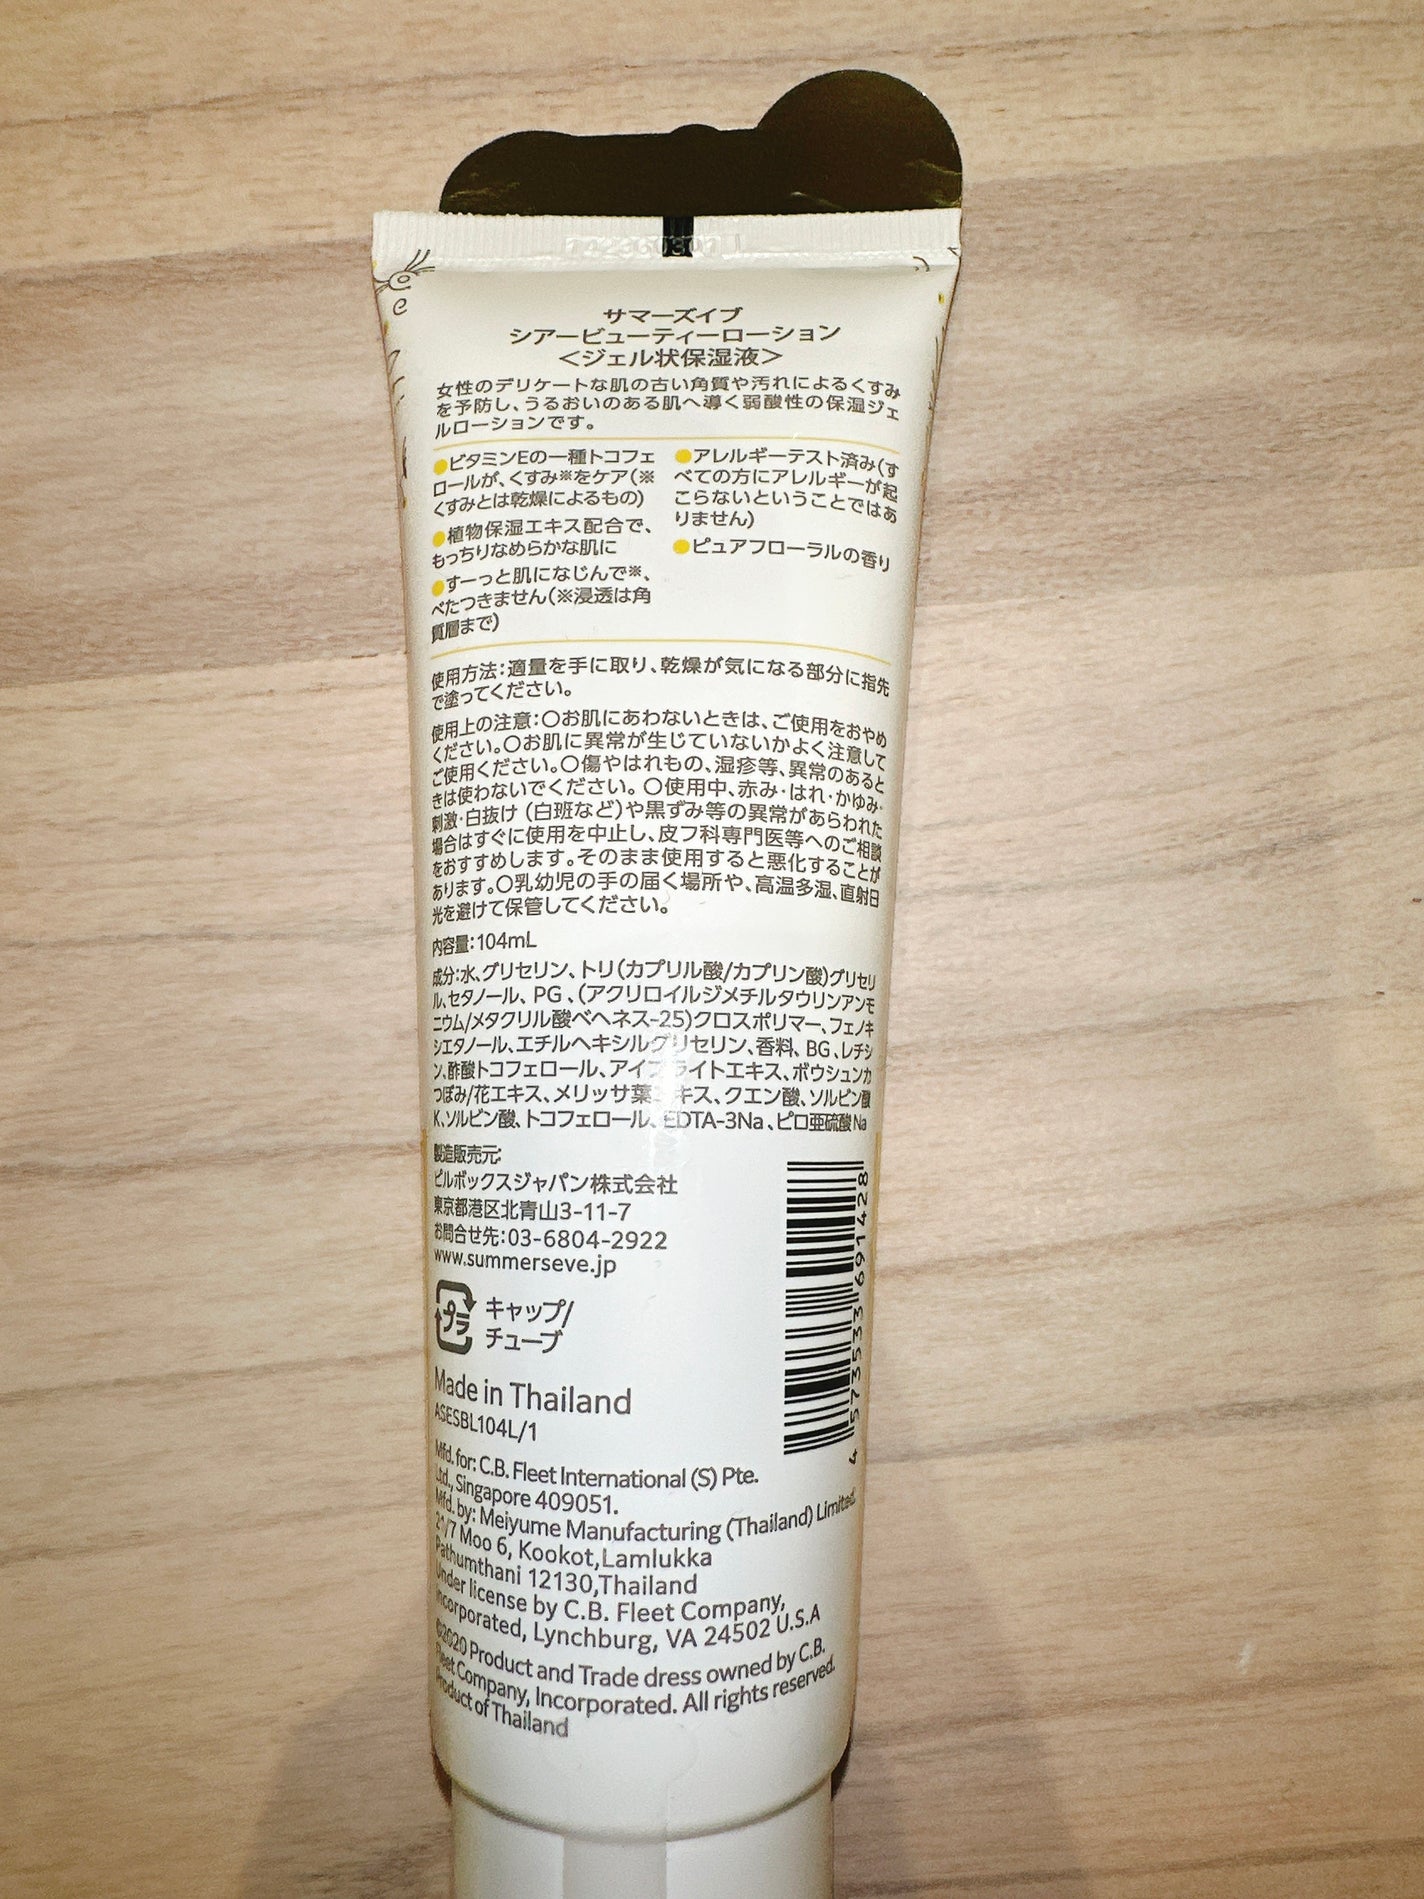 サマーズイブ
シアービューティーローション
＜ジェル状保湿液＞
女性のデリケートな肌の古い角質や汚れによるくすみ
を予防し、うるおいのある肌へ導く弱酸性の保湿ジェ
ルローションです。
●ビタミンEの一種トコフェ
ロールが、くすみ※をケア(※
くすみとは乾燥によるもの)
●植物保湿エキス配合で、
もっちりなめらかな肌に
●すーっと肌になじんで※、
べたつきません(※浸透は角
質層まで)
●アレルギーテスト済み(す
べての方にアレルギーが起
こらないということではあ
りません)
●ピュアフローラルの香り
使用方法：適量を手に取り、乾燥が気になる部分に指先
で塗ってください。
使用上の注意：〇お肌にあわないときは、ご使用をおやめ
ください。〇お肌に異常が生じていないかよく注意して
ご使用ください。〇傷やはれもの、湿疹等、異常のあると
きは使わないでください。〇使用中、赤み・はれ・かゆみ・
刺激・白抜け (白斑など)や黒ずみ等の異常があらわれた
場合はすぐに使用を中止し、皮フ科専門医等へのご相談
をおすすめします。そのまま使用すると悪化することが
あります。〇乳幼児の手の届く場所や、高温多湿、直射日
光を避けて保管してください。
内容量：104mL
成分：水、グリセリン、トリ(カプリル酸/カプリン酸)グリセリ
ル、セタノール、PG、(アクリロイルジメチルタウリンアンモ
ニウム/メタクリル酸ベヘネス-25)クロスポリマー、フェノキ
シエタノール、エチルヘキシルグリセリン、香料、BG、レチシ
ン、酢酸トコフェロール、アイブライトエキス、ボウシュンカ
つぼみ/花エキス、メリッサ葉エキス、クエン酸、ソルビン酸
K、ソルビン酸、トコフェロール、EDTA-3Na、ピロ亜硫酸Na
製造販売元：
ピルボックスジャパン株式会社
東京都港区北青山3-11-7
お問合せ先：03-6804-2922
www.summerseve.jp
プラ
キャップ/
チューブ
4 573533 691428
Made in Thailand
ASESBL104L/1
Mfd. for: C.B. Fleet International (S) Pte.
Ltd., Singapore 409051.
Mfd. by: Meiyume Manufacturing (Thailand) Limited.
21/7 Moo 6, Kookot,Lamlukka
Pathumthani 12130,Thailand
Under license by C.B. Fleet Company,
Incorporated, Lynchburg, VA 24502 U.S.A
©2020 Product and Trade dress owned by C.B.
Fleet Company, Incorporated. All rights reserved.
Product of Thailand